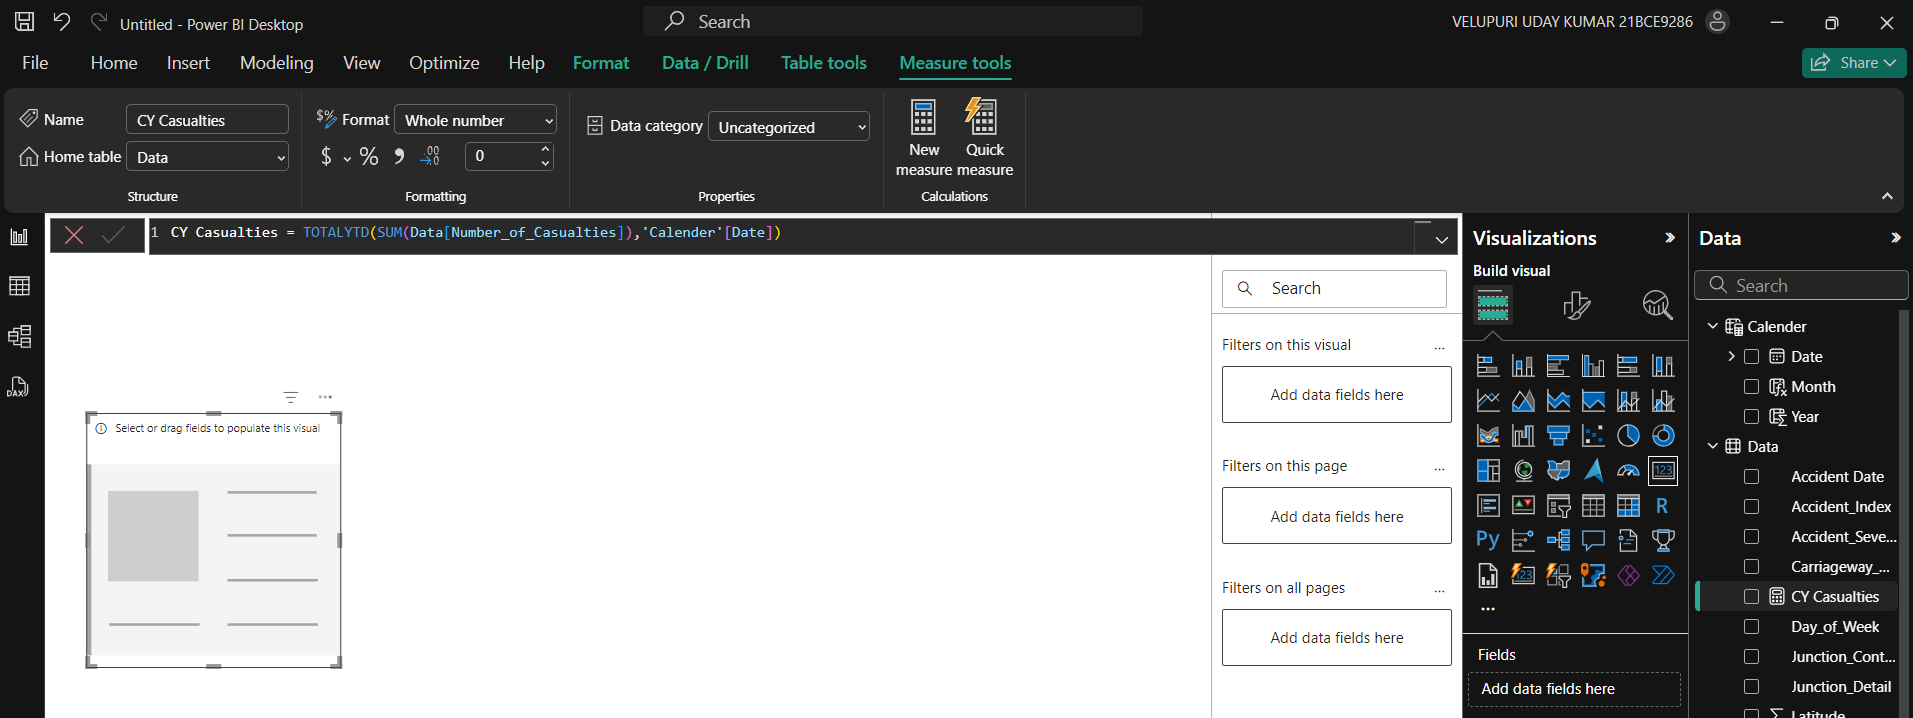 Untitled - Power BI Desktop
Search
VELUPURI UDAY KUMAR 21BCE9286
File Home Insert Modeling View Optimize Help Format Data / Drill Table tools Measure tools
Share
Name CY Casualties
Home table Data
Structure
$% Format Whole number
$ % , .00 0
Formatting
Data category Uncategorized
Properties
New measure
Quick measure
Calculations
1 CY Casualties = TOTALYTD(SUM(Data[Number_of_Casualties]),'Calender'[Date])
DAX
Select or drag fields to populate this visual
Search
Filters on this visual ...
Add data fields here
Filters on this page ...
Add data fields here
Filters on all pages ...
Add data fields here
Visualizations
Build visual
123
R
Py
123
...
Fields
Add data fields here
Data
Search
Calender
Date
Month
Year
Data
Accident Date
Accident_Index
Accident_Seve...
Carriageway_...
CY Casualties
Day_of_Week
Junction_Cont...
Junction_Detail
Latitude